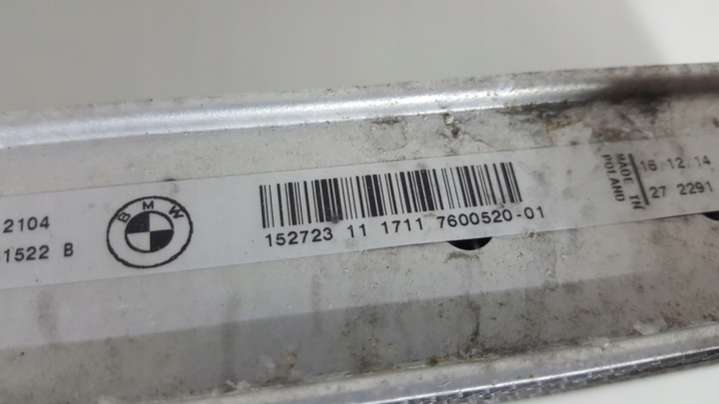 2104
1522 B
BMW
152723 11 1711 7600520-01
MADE IN
POLAND
16.12.14
27 2291